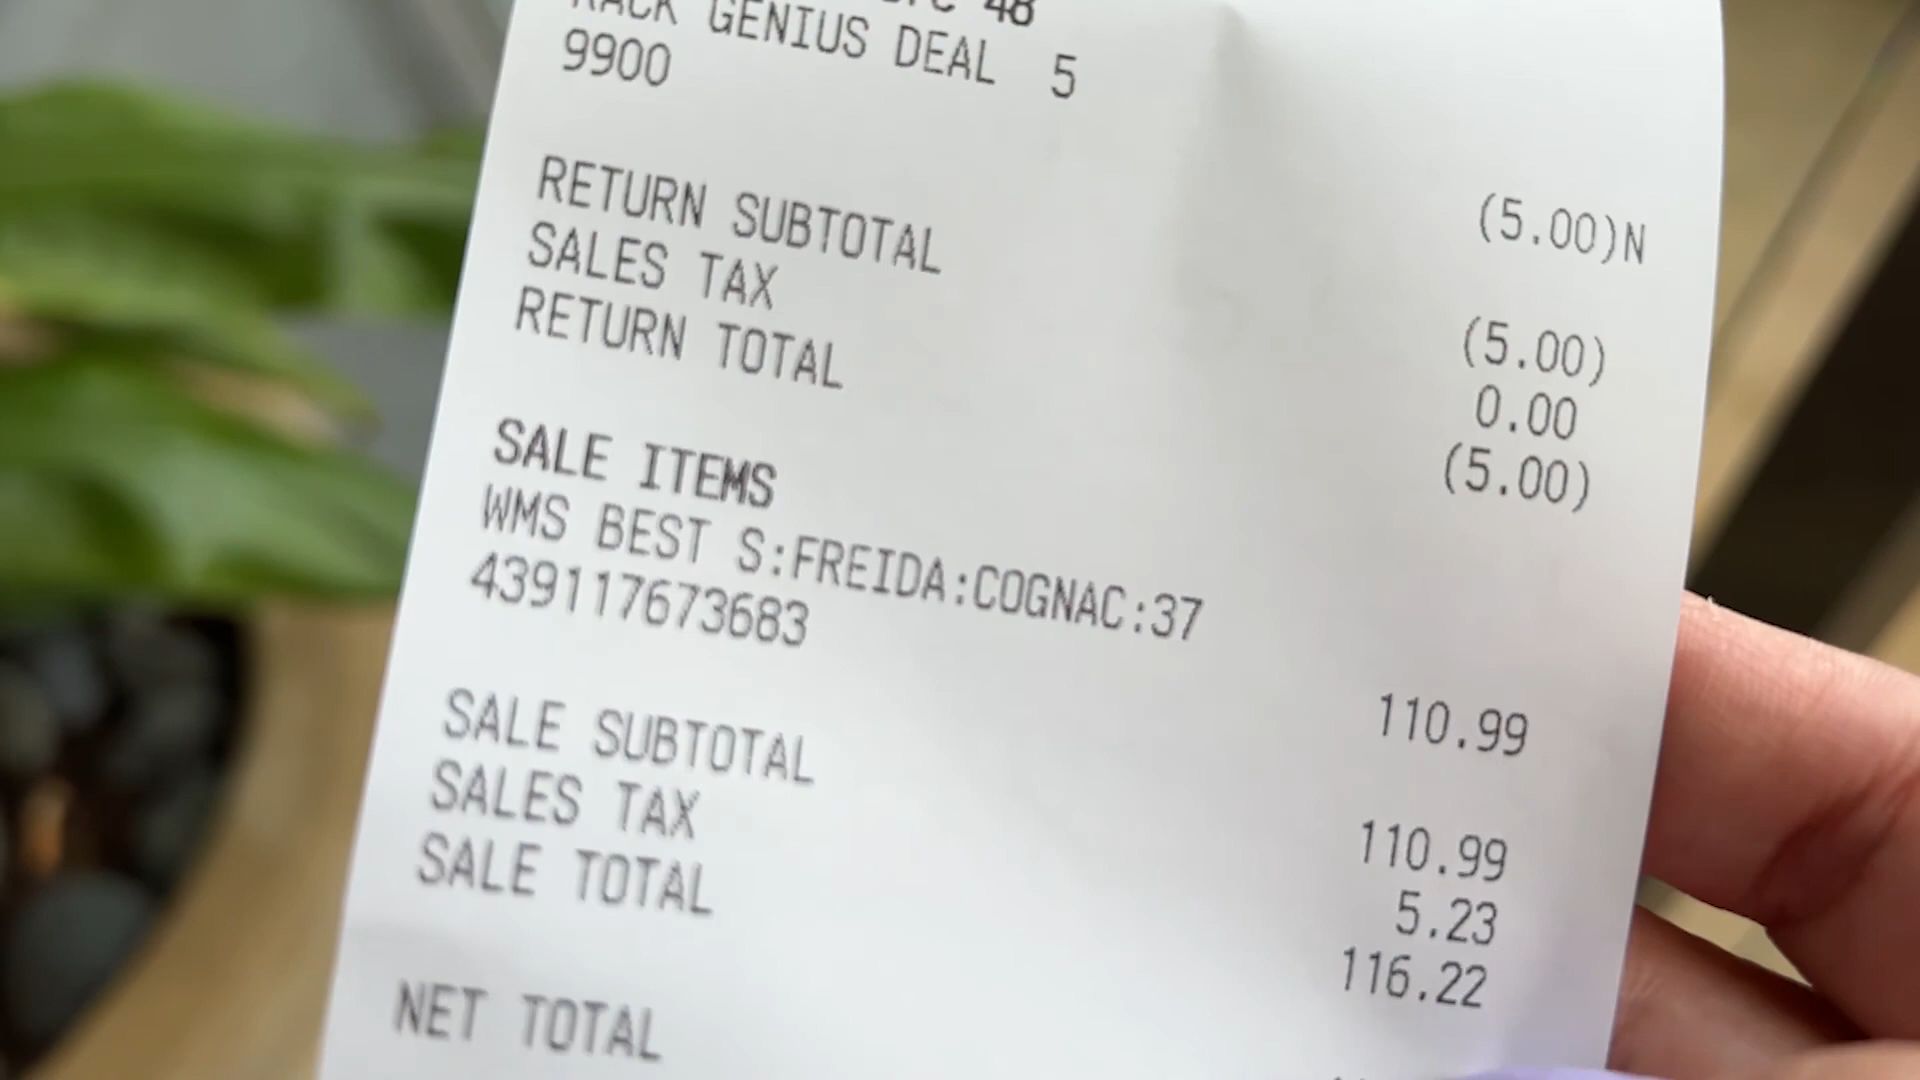 48
RACK GENIUS DEAL 5
9900
(5.00)N
RETURN SUBTOTAL (5.00)
SALES TAX 0.00
RETURN TOTAL (5.00)
SALE ITEMS
WMS BEST S:FREIDA:COGNAC:37
439117673683
110.99
SALE SUBTOTAL 110.99
SALES TAX 5.23
SALE TOTAL 116.22
NET TOTAL